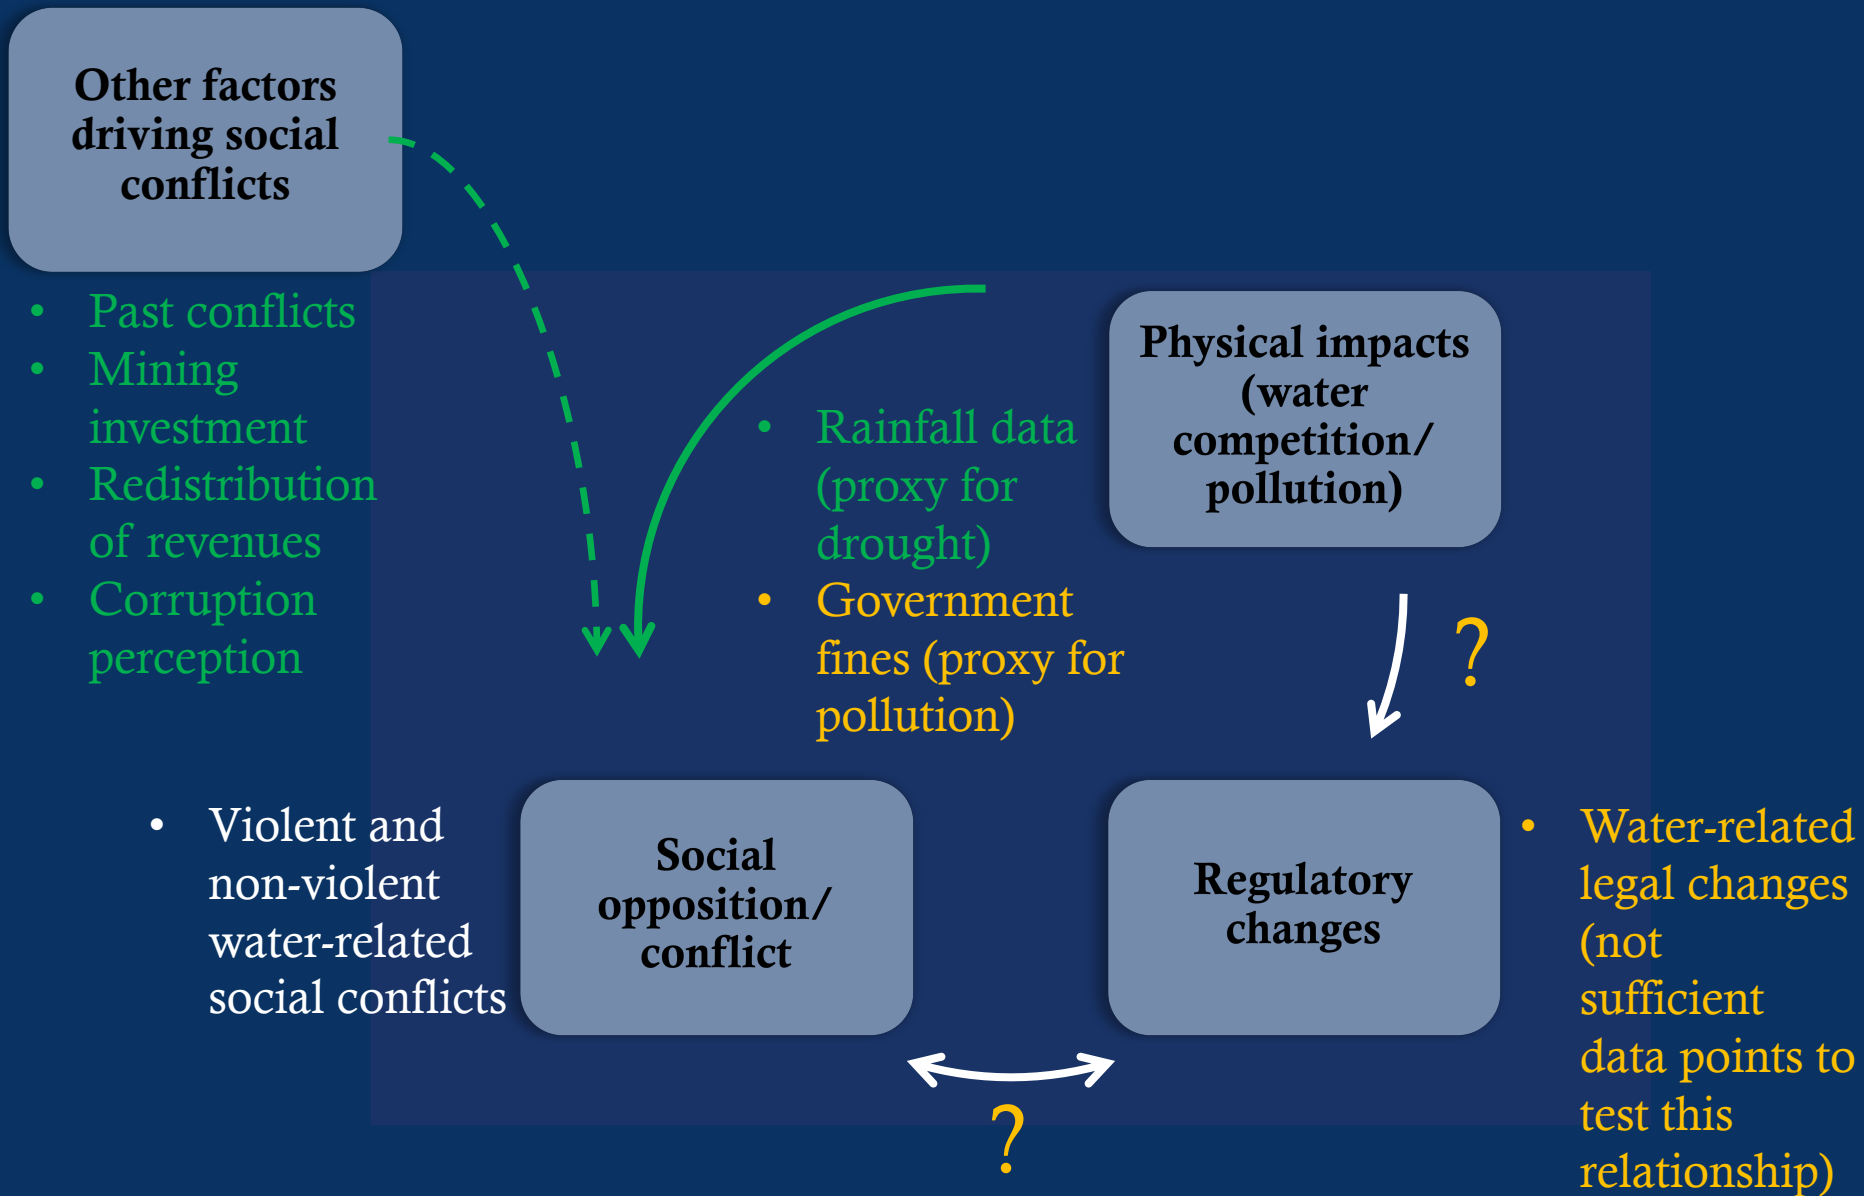 Other factors
driving social
conflicts
• Past conflicts
• Mining
investment
• Redistribution
of revenues
• Corruption
perception
Physical impacts
(water
competition/
pollution)
• Rainfall data
(proxy for
drought)
• Government
fines (proxy for
pollution)
?
• Violent and
non-violent
water-related
social conflicts
Social
opposition/
conflict
Regulatory
changes
• Water-related
legal changes
(not
sufficient
data points to
test this
relationship)
?